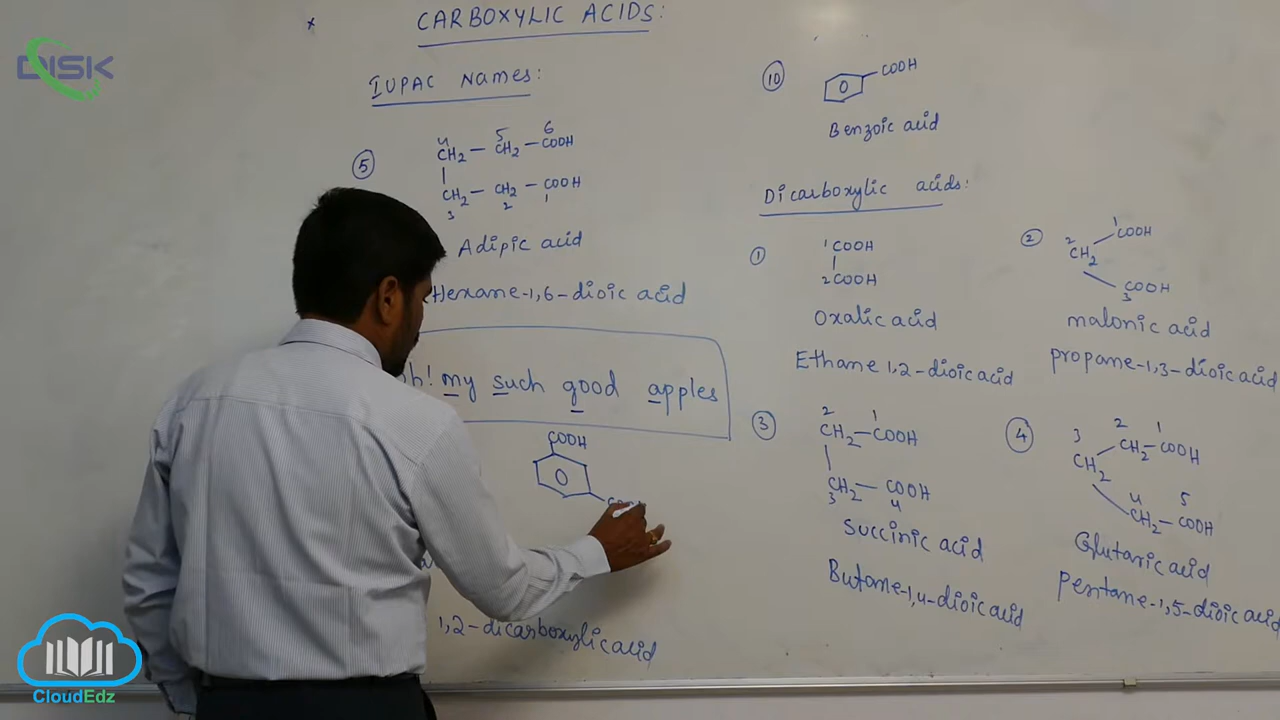 CARBOXYLIC ACIDS:
DISK
IUPAC Names:
5
4 5 6
CH2 — CH2 — COOH
CH2 — CH2 — COOH
3 2 1
Adipic acid
Hexane-1,6-dioic acid
my such good apples
COOH
1,2-dicarboxylic acid
10
COOH
Benzoic acid
Dicarboxylic acids:
1
1 COOH
2 COOH
Oxalic acid
Ethane 1,2-dioic acid
2
1
2 COOH
CH2
COOH
3
malonic acid
propane-1,3-dioic acid
3
2 1
CH2 — COOH
CH2 — COOH
3 4
Succinic acid
Butane-1,4-dioic acid
4
3 2 1
CH2 — COOH
CH2
4 5
CH2 — COOH
Glutaric acid
Pentane-1,5-dioic acid
CloudEdz